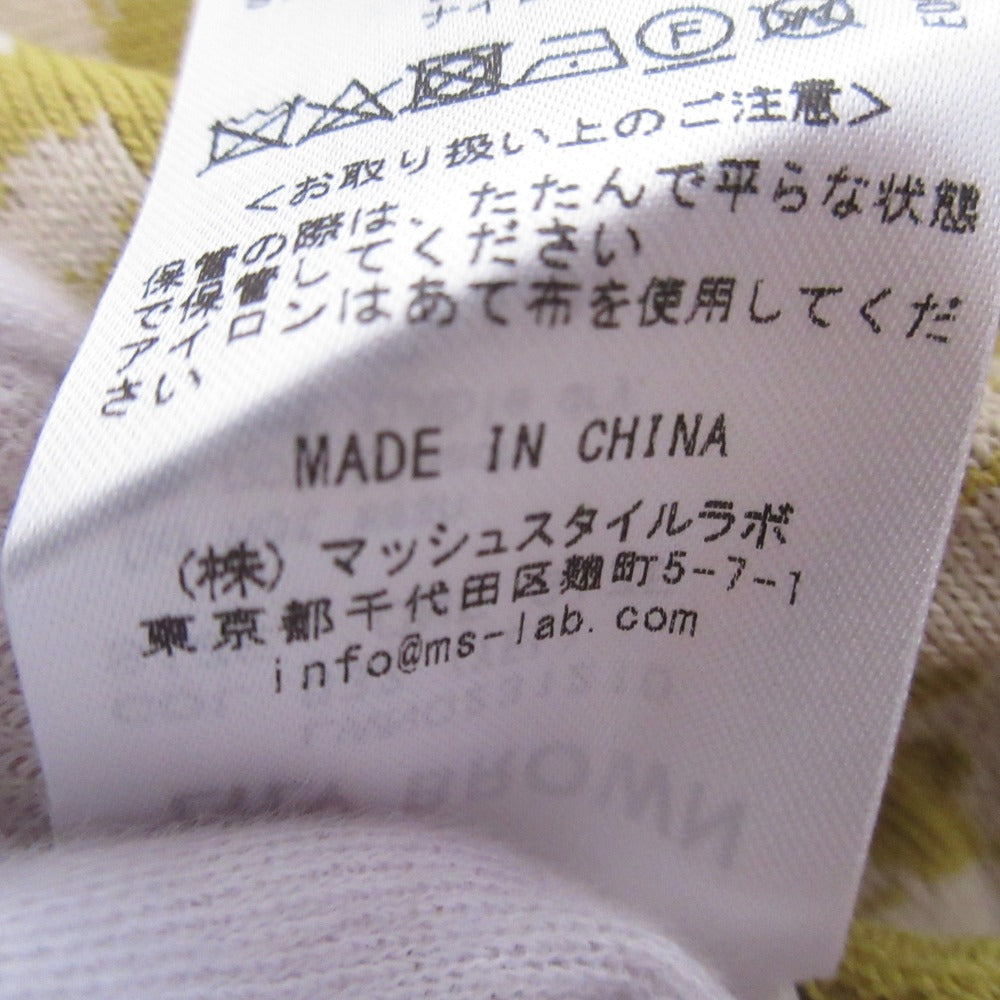 ナイ
<お取り扱い上のご注意>
保管の際は、たたんで平らな状態
で保管してください
アイロンはあて布を使用してくだ
さい
MADE IN CHINA
(株) マッシュスタイルラボ
東京都千代田区麹町5-7-1
info@ms-lab.com
BROWN